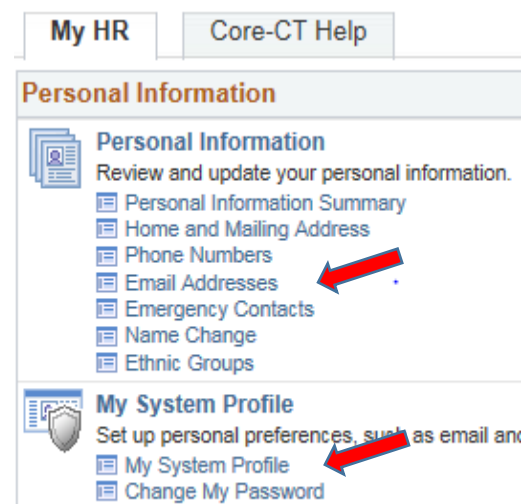 My HR Core-CT Help
Personal Information
Personal Information
Review and update your personal information.
Personal Information Summary
Home and Mailing Address
Phone Numbers
Email Addresses
Emergency Contacts
Name Change
Ethnic Groups
My System Profile
Set up personal preferences, such as email and
My System Profile
Change My Password